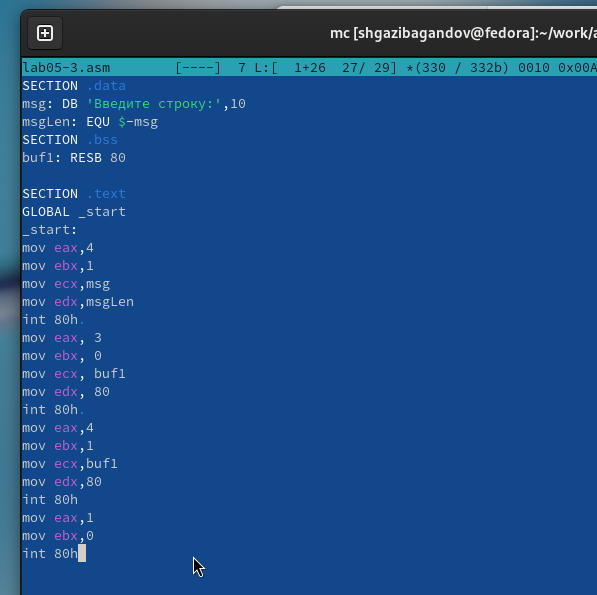 mc [shgazibagandov@fedora]:~/work/a
lab05-3.asm [----] 7 L:[ 1+26 27/ 29] *(330 / 332b) 0010 0x00A
SECTION .data
msg: DB 'Введите строку:',10
msgLen: EQU $-msg
SECTION .bss
buf1: RESB 80
SECTION .text
GLOBAL _start
_start:
mov eax,4
mov ebx,1
mov ecx,msg
mov edx,msgLen
int 80h.
mov eax, 3
mov ebx, 0
mov ecx, buf1
mov edx, 80
int 80h.
mov eax,4
mov ebx,1
mov ecx,buf1
mov edx,80
int 80h
mov eax,1
mov ebx,0
int 80h